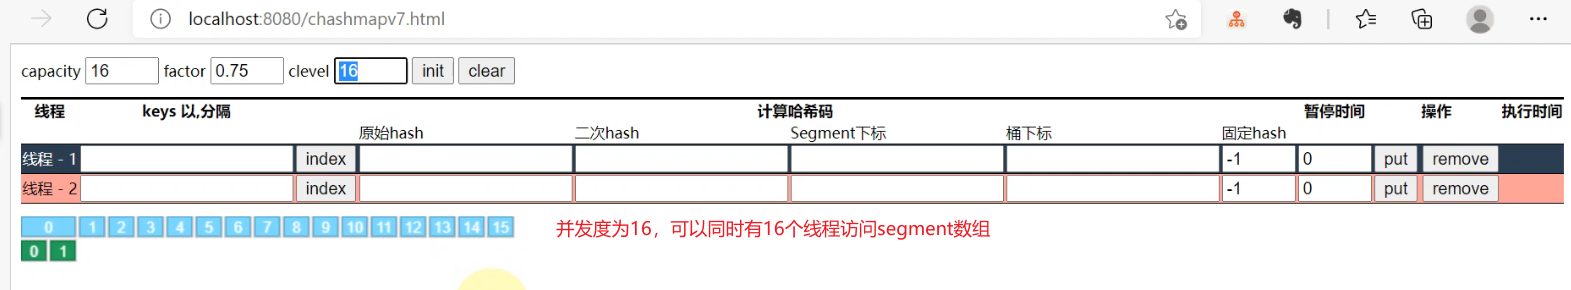 localhost:8080/chashmapv7.html
capacity 16 factor 0.75 clevel 16 init clear
线程 keys 以,分隔 计算哈希码 暂停时间 操作 执行时间
原始hash 二次hash Segment下标 桶下标 固定hash
线程 - 1 index -1 0 put remove
线程 - 2 index -1 0 put remove
0 1 2 3 4 5 6 7 8 9 10 11 12 13 14 15 并发度为16，可以同时有16个线程访问segment数组
0 1